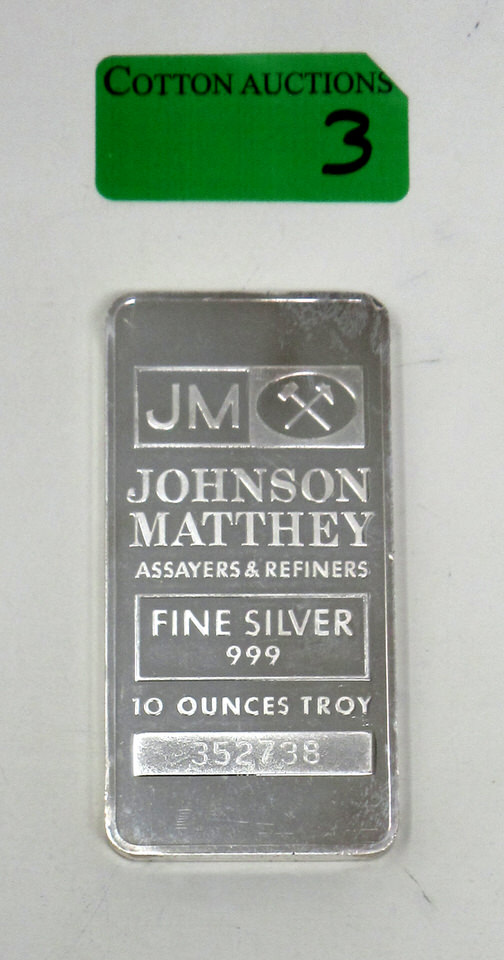 COTTON AUCTIONS
3
JM
JOHNSON
MATTHEY
ASSAYERS & REFINERS
FINE SILVER
999
10 OUNCES TROY
352738